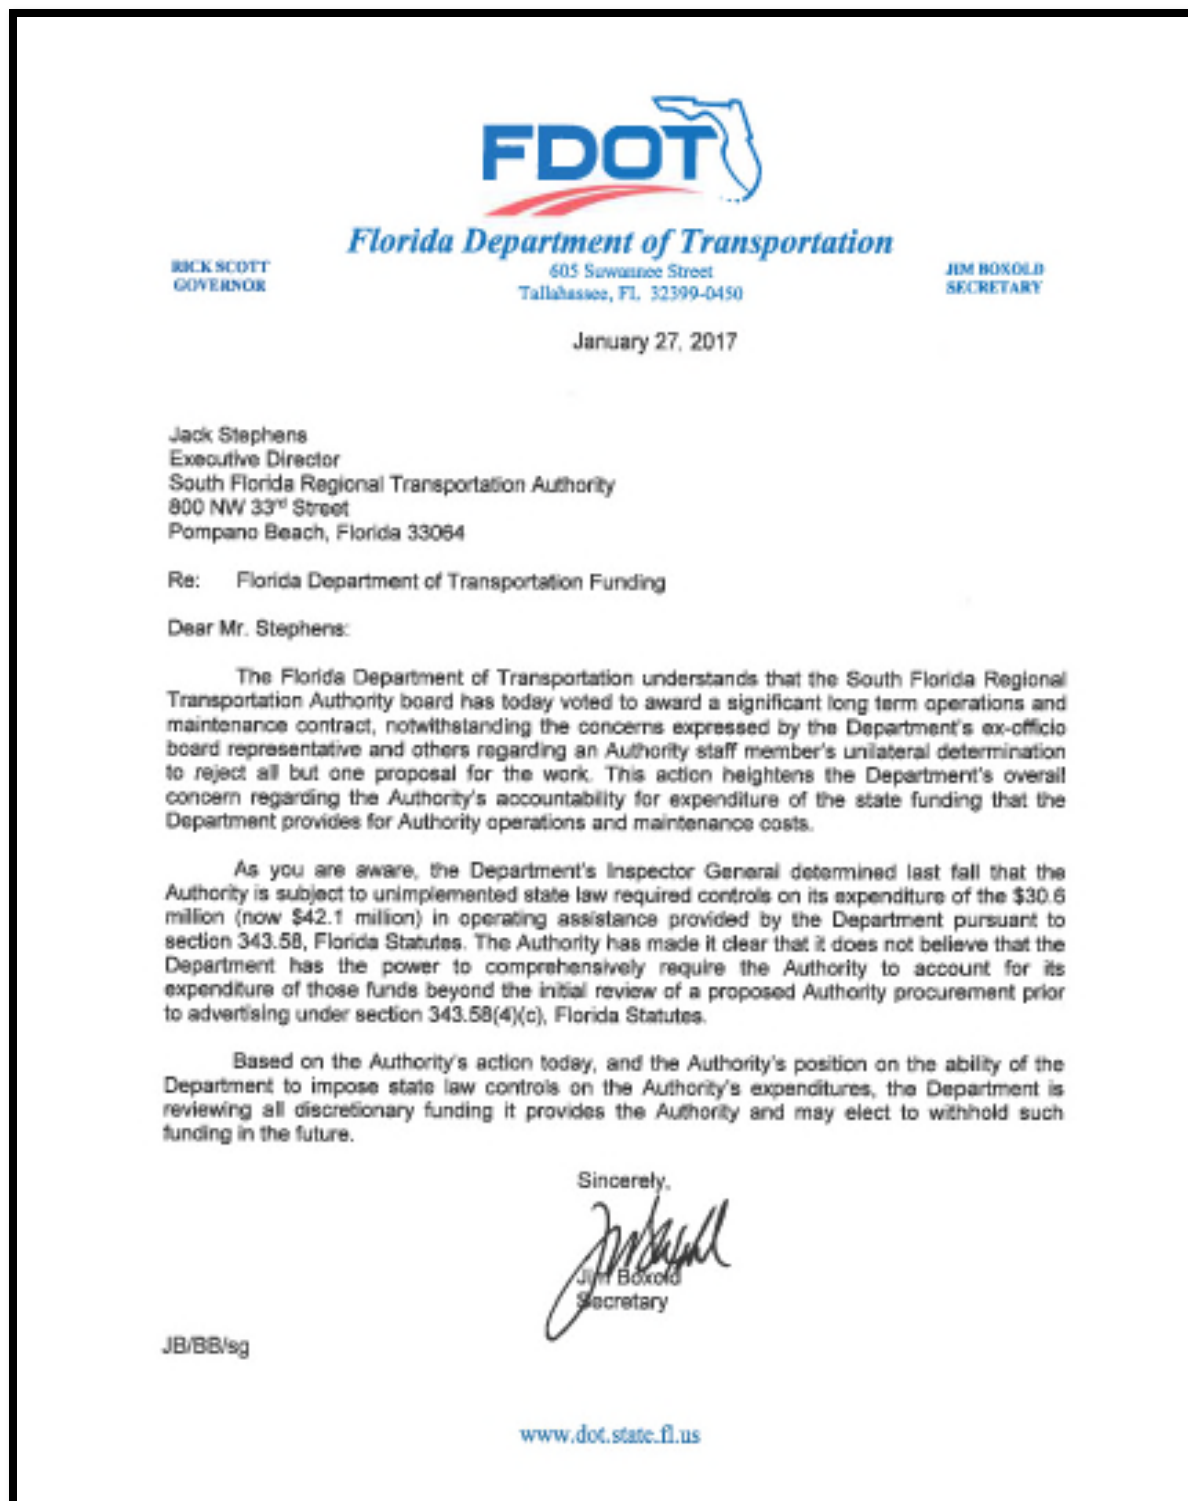 FDOT
Florida Department of Transportation
RICK SCOTT
GOVERNOR
605 Suwannee Street
Tallahassee, FL 32399-0450
JIM BOXOLD
SECRETARY
January 27, 2017
Jack Stephens
Executive Director
South Florida Regional Transportation Authority
800 NW 33rd Street
Pompano Beach, Florida 33064
Re: Florida Department of Transportation Funding
Dear Mr. Stephens:
The Florida Department of Transportation understands that the South Florida Regional
Transportation Authority board has today voted to award a significant long term operations and
maintenance contract, notwithstanding the concerns expressed by the Department's ex-officio
board representative and others regarding an Authority staff member's unilateral determination
to reject all but one proposal for the work. This action heightens the Department's overall
concern regarding the Authority's accountability for expenditure of the state funding that the
Department provides for Authority operations and maintenance costs.
As you are aware, the Department's Inspector General determined last fall that the
Authority is subject to unimplemented state law required controls on its expenditure of the $30.6
million (now $42.1 million) in operating assistance provided by the Department pursuant to
section 343.58, Florida Statutes. The Authority has made it clear that it does not believe that the
Department has the power to comprehensively require the Authority to account for its
expenditure of those funds beyond the initial review of a proposed Authority procurement prior
to advertising under section 343.58(4)(c), Florida Statutes.
Based on the Authority's action today, and the Authority's position on the ability of the
Department to impose state law controls on the Authority's expenditures, the Department is
reviewing all discretionary funding it provides the Authority and may elect to withhold such
funding in the future.
Sincerely,
Jim Boxold
Secretary
JB/BB/sg
www.dot.state.fl.us